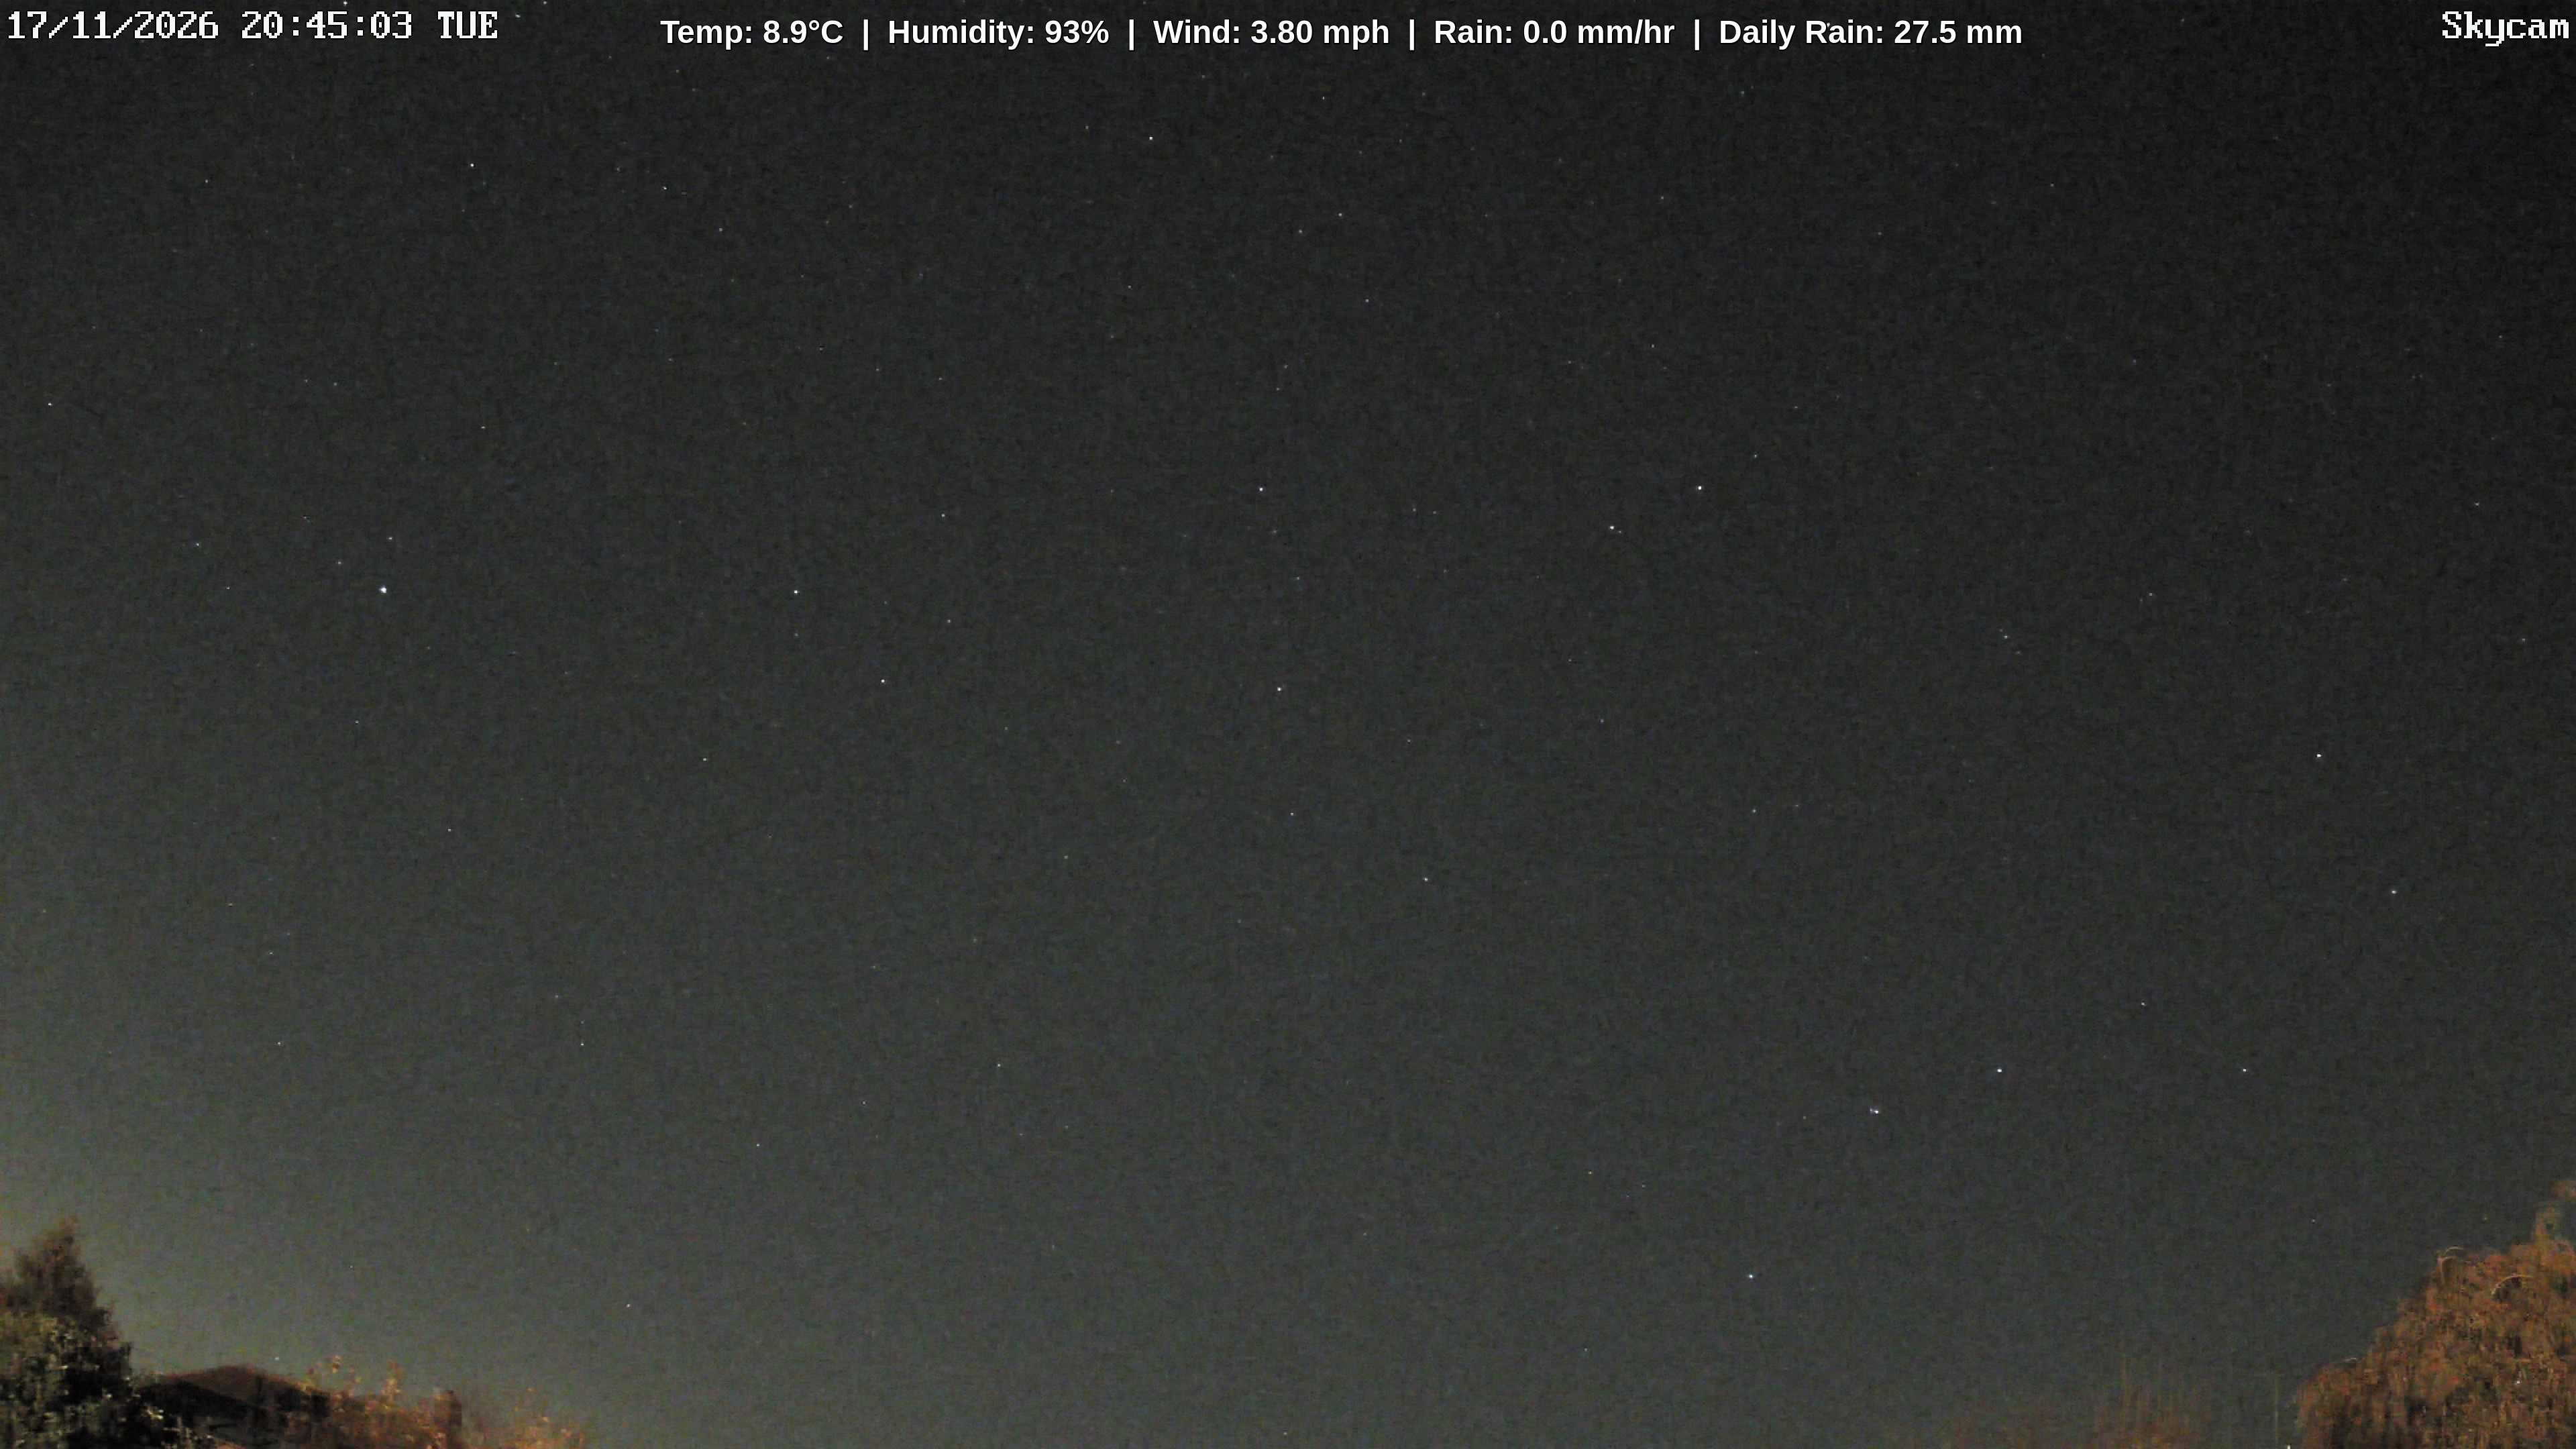 17/11/2026 20:45:03 TUE
Temp: 8.9°C | Humidity: 93% | Wind: 3.80 mph | Rain: 0.0 mm/hr | Daily Rain: 27.5 mm
Skycam